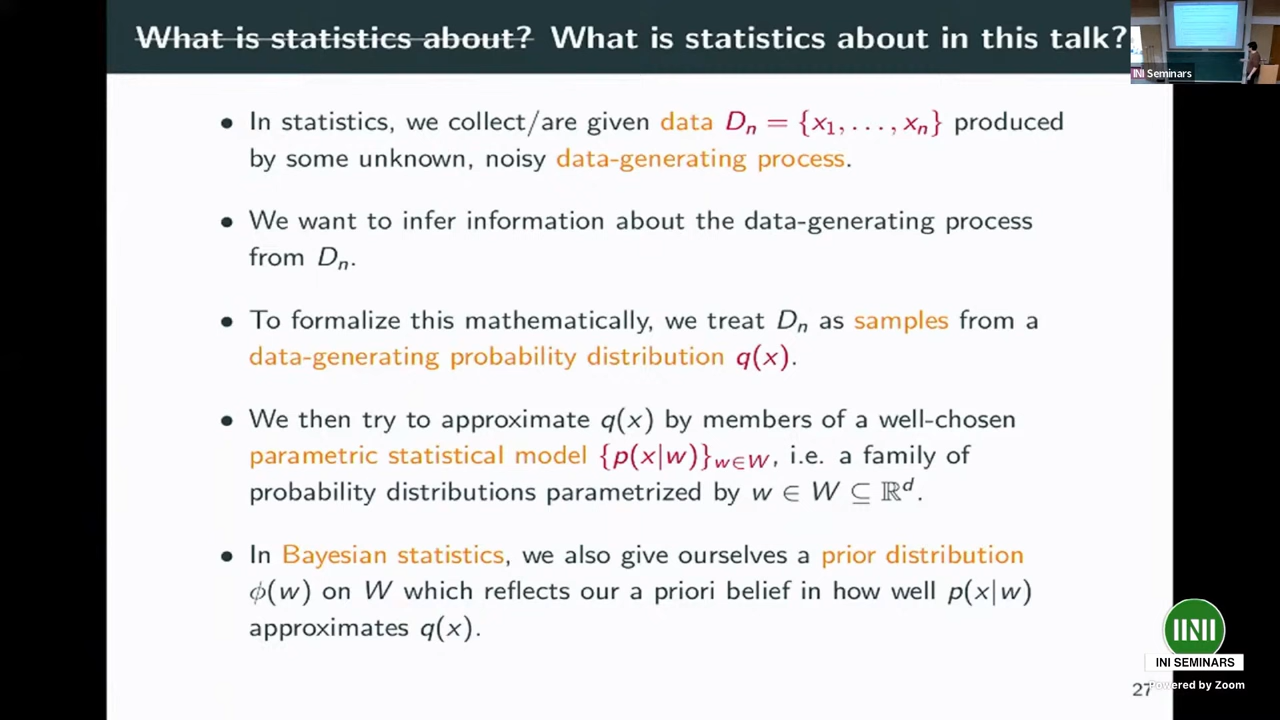 What is statistics about? What is statistics about in this talk?
INI Seminars
• In statistics, we collect/are given data Dₙ = {x₁, . . . , xₙ} produced
by some unknown, noisy data-generating process.
• We want to infer information about the data-generating process
from Dₙ.
• To formalize this mathematically, we treat Dₙ as samples from a
data-generating probability distribution q(x).
• We then try to approximate q(x) by members of a well-chosen
parametric statistical model {p(x|w)}w∈W, i.e. a family of
probability distributions parametrized by w ∈ W ⊆ ℝᵈ.
• In Bayesian statistics, we also give ourselves a prior distribution
ϕ(w) on W which reflects our a priori belief in how well p(x|w)
approximates q(x).
INI
INI SEMINARS
Powered by Zoom
27